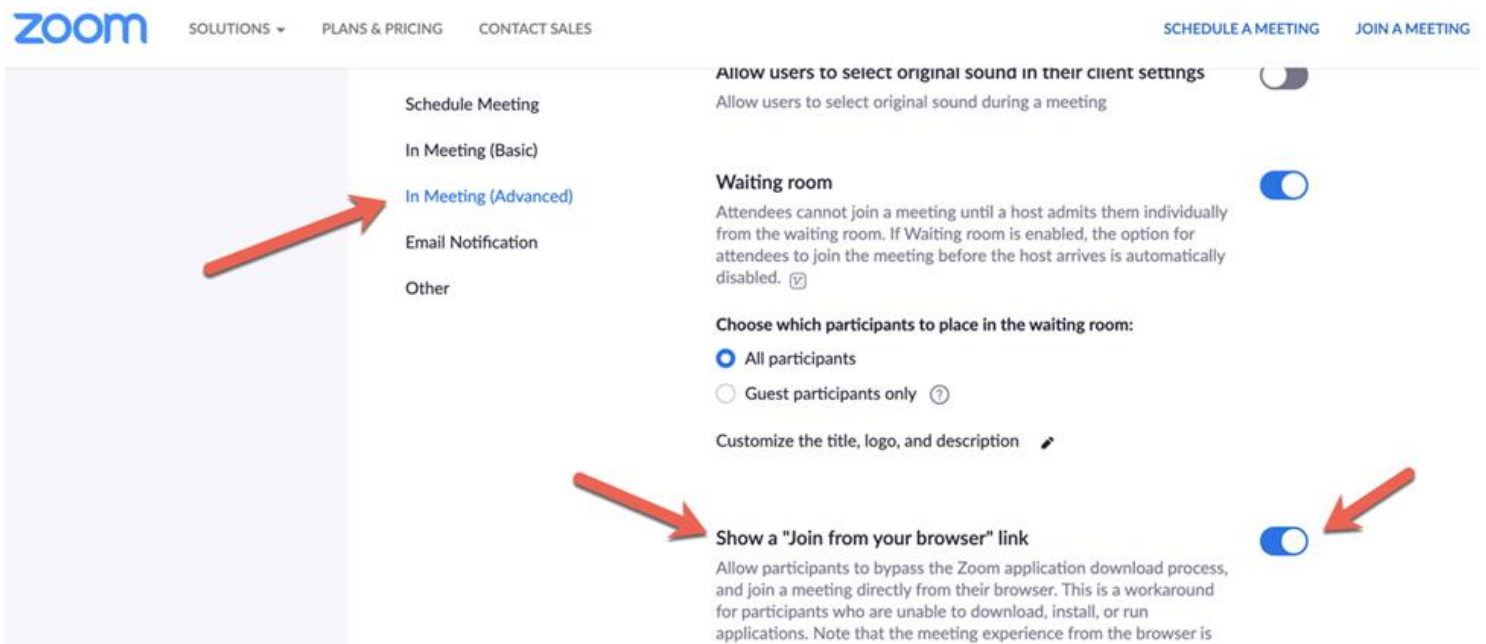 zoom SOLUTIONS PLANS & PRICING CONTACT SALES SCHEDULE A MEETING JOIN A MEETING
Schedule Meeting
In Meeting (Basic)
In Meeting (Advanced)
Email Notification
Other
Allow users to select original sound in their client settings
Allow users to select original sound during a meeting
Waiting room
Attendees cannot join a meeting until a host admits them individually
from the waiting room. If Waiting room is enabled, the option for
attendees to join the meeting before the host arrives is automatically
disabled.
Choose which participants to place in the waiting room:
All participants
Guest participants only
Customize the title, logo, and description
Show a "Join from your browser" link
Allow participants to bypass the Zoom application download process,
and join a meeting directly from their browser. This is a workaround
for participants who are unable to download, install, or run
applications. Note that the meeting experience from the browser is